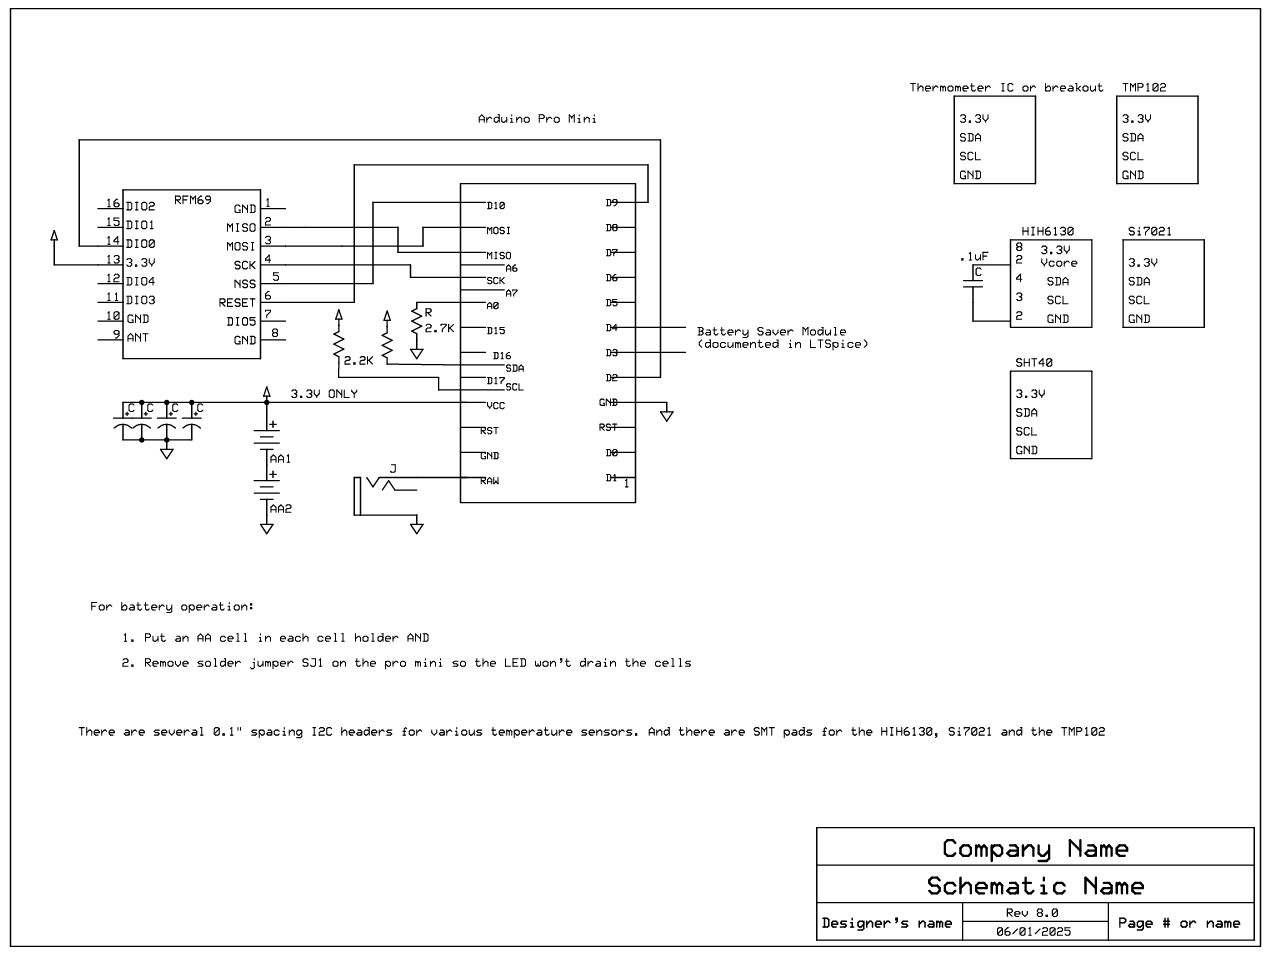 Thermometer IC or breakout
TMP102
3.3V
SDA
SCL
GND
3.3V
SDA
SCL
GND
Arduino Pro Mini
RFM69
16 DIO2
15 DIO1
14 DIO0
13 3.3V
12 DIO4
11 DIO3
10 GND
9 ANT
GND 1
MISO 2
MOSI 3
SCK 4
NSS 5
RESET 6
DIO5 7
GND 8
D10
MOSI
MISO
A6
SCK
A7
A0
D15
D16
SDA
D17
SCL
VCC
RST
GND
RAW
D9
D8
D7
D6
D5
D4
D3
D2
GND
RST
D0
D1
1
R
2.7K
2.2K
Battery Saver Module
(documented in LTSpice)
HIH6130
8 3.3V
2 Vcore
4 SDA
3 SCL
2 GND
.1uF
C
Si7021
3.3V
SDA
SCL
GND
SHT40
3.3V
SDA
SCL
GND
3.3V ONLY
+C +C +C +C
+
AA1
+
AA2
J
For battery operation:
1. Put an AA cell in each cell holder AND
2. Remove solder jumper SJ1 on the pro mini so the LED won't drain the cells
There are several 0.1" spacing I2C headers for various temperature sensors. And there are SMT pads for the HIH6130, Si7021 and the TMP102
Company Name
Schematic Name
Designer's name
Rev 8.0
06/01/2025
Page # or name